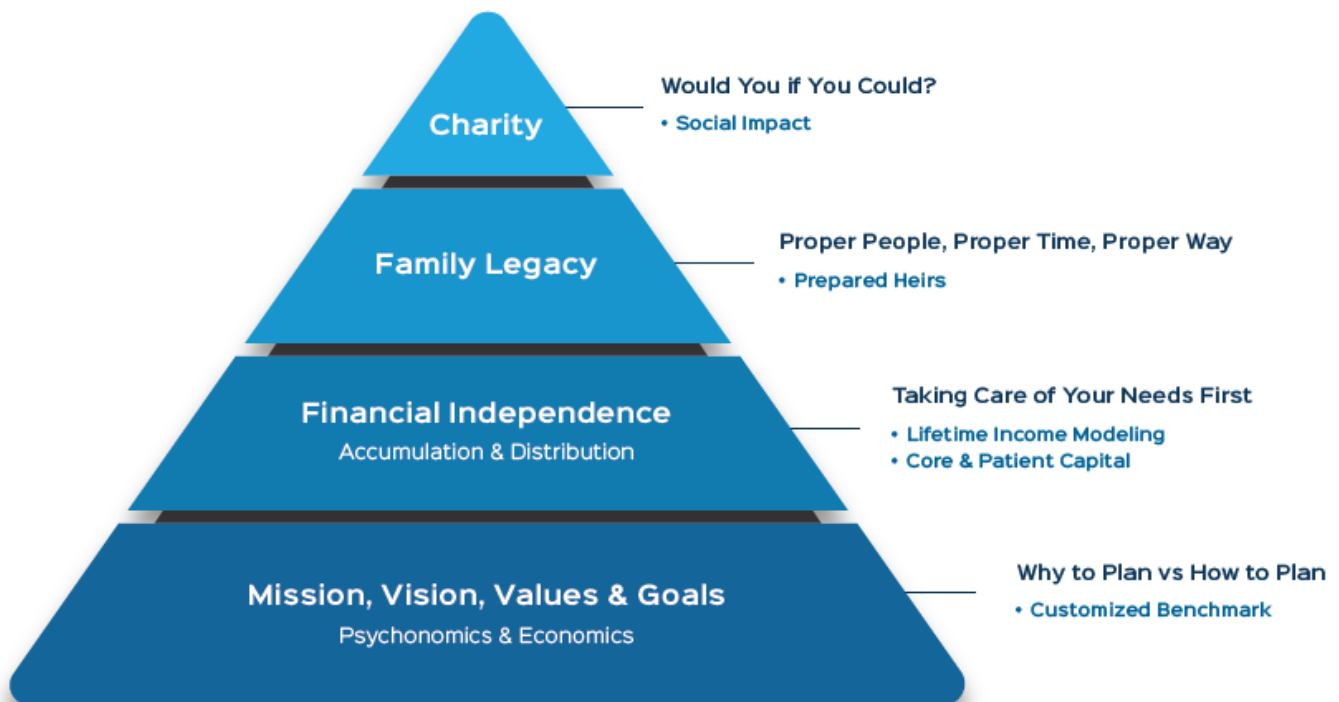 Charity
Would You if You Could?
• Social Impact
Family Legacy
Proper People, Proper Time, Proper Way
• Prepared Heirs
Financial Independence
Accumulation & Distribution
Taking Care of Your Needs First
• Lifetime Income Modeling
• Core & Patient Capital
Mission, Vision, Values & Goals
Psychonomics & Economics
Why to Plan vs How to Plan
• Customized Benchmark